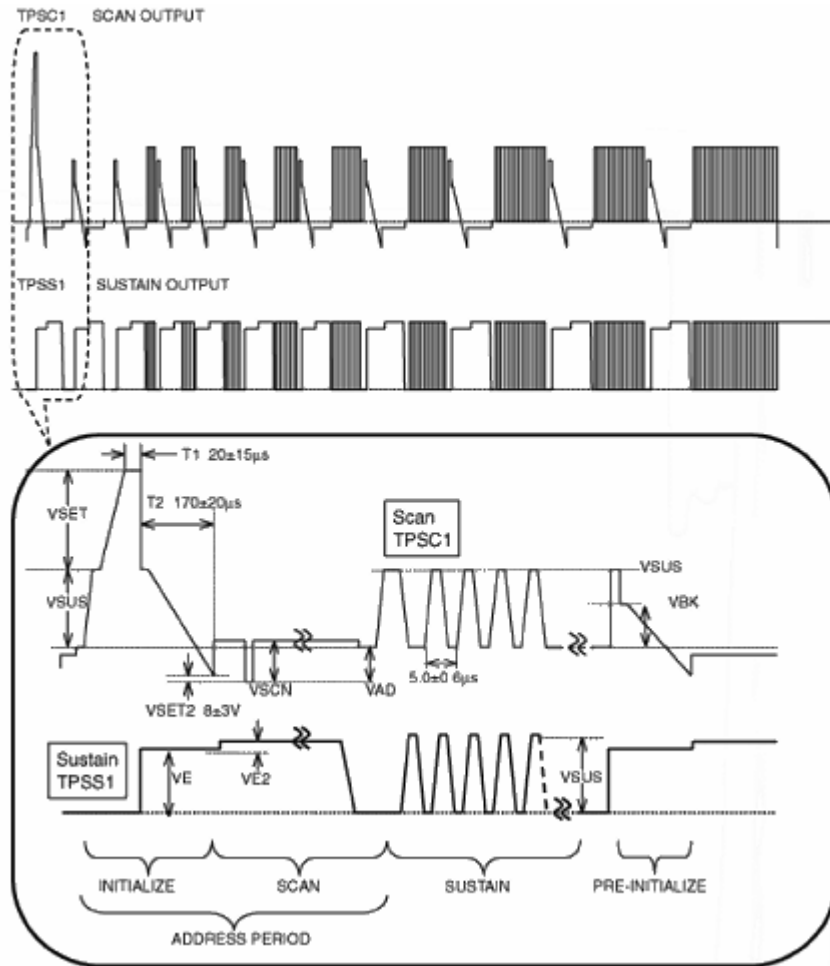 TPSC1 SCAN OUTPUT
TPSS1 SUSTAIN OUTPUT
T1 20±15μs
T2 170±20μs
VSET
Scan
TPSC1
VSUS
VSUS
VBK
5.0±0.6μs
VSCN
VAD
VSET2 8±3V
Sustain
TPSS1
VE
VE2
VSUS
INITIALIZE
SCAN
SUSTAIN
PRE-INITIALIZE
ADDRESS PERIOD